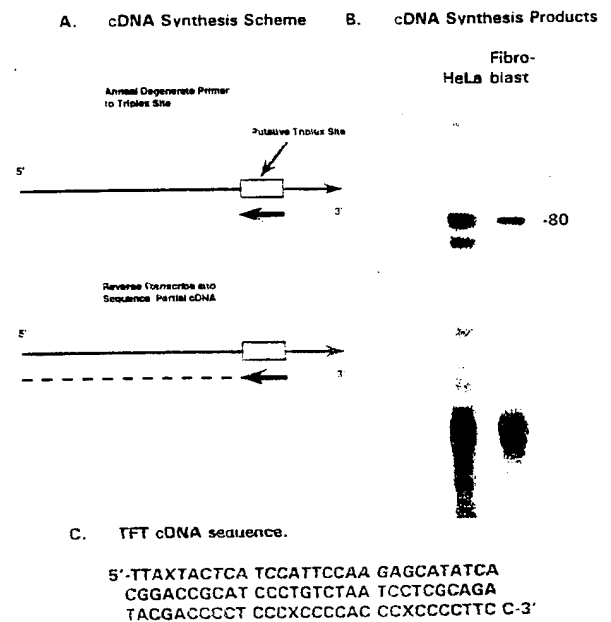 A. cDNA Synthesis Scheme
B. cDNA Synthesis Products
Anneal Degenerate Primer
to Triplex Site
Putative Triplex Site
5'
3'
Reverse Transcribe and
Sequence Partial cDNA
5'
3'
Fibro-
HeLa blast
-80
C. TFT cDNA sequence.
5'-TTAXTACTCA TCCATTCCAA GAGCATATCA
CGGACCGCAT CCCTGTCTAA TCCTCGCAGA
TACGACCCCT CCCXCCCCAC CCXCCCCTTC C-3'